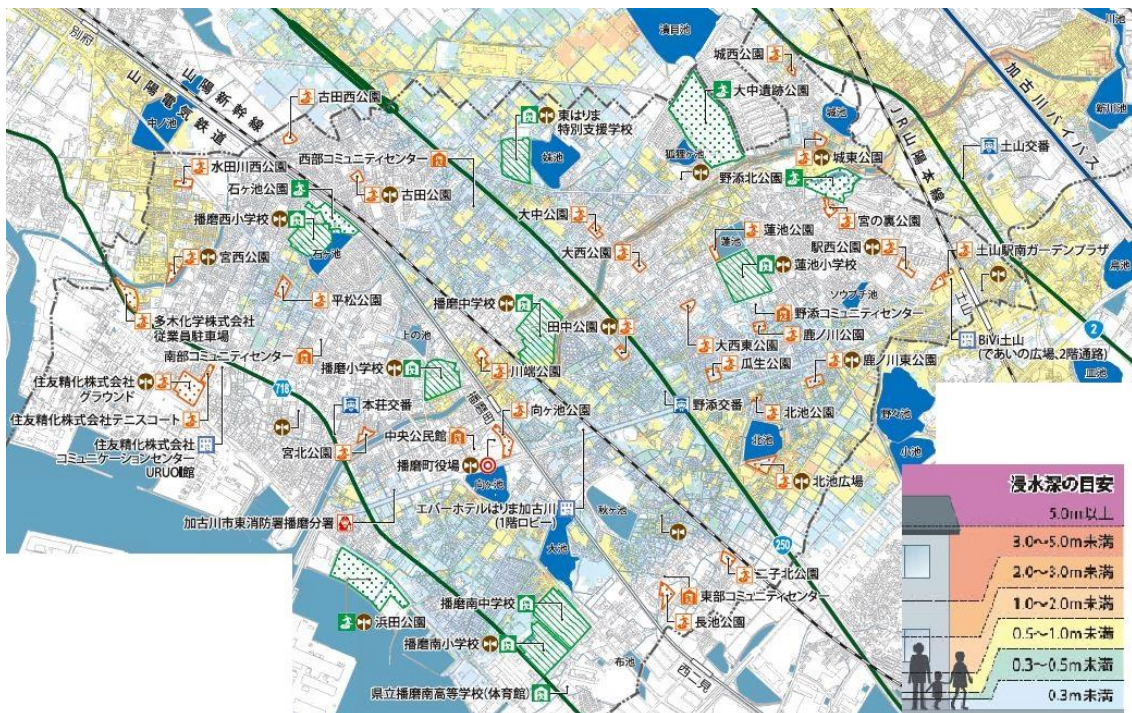 別府
山陽電気鉄道
山陽新幹線
中ノ池
古田西公園
水田川西公園
石ヶ池公園
播磨西小学校
石ヶ池
宮西公園
古田公園
平松公園
西部コミュニティセンター
東はりま
特別支援学校
城西公園
大中遺跡公園
城池
狐狸ヶ池
城東公園
野添北公園
宮の裏公園
新川池
川池
加古川バイパス
JR山陽本線
土山交番
大中公園
大西公園
蓮池
蓮池公園
蓮池小学校
駅西公園
土山駅南ガーデンプラザ
土山
2
BiVi土山
(であいの広場、2階通路)
皿池
ソウブチ池
野添コミュニティセンター
鹿ノ川公園
鹿ノ川東公園
大西東公園
瓜生公園
播磨中学校
田中公園
多木化学株式会社
従業員駐車場
上の池
南部コミュニティセンター
播磨小学校
川端公園
播磨町
住友精化株式会社
グラウンド
718
住友精化株式会社テニスコート
住友精化株式会社
コミュニケーションセンター
URUOI館
本荘交番
宮北公園
中央公民館
向ヶ池公園
播磨町役場
向ヶ池
野添交番
北池公園
北池
北池広場
野々池
小池
加古川市東消防署播磨分署
エバーホテルはりま加古川
(1階ロビー)
秋ヶ池
大池
250
二子北公園
東部コミュニティセンター
長池公園
浜田公園
播磨南中学校
播磨南小学校
布池
西二見
県立播磨南高等学校(体育館)
浸水深の目安
5.0m以上
3.0～5.0m未満
2.0～3.0m未満
1.0～2.0m未満
0.5～1.0m未満
0.3～0.5m未満
0.3m未満